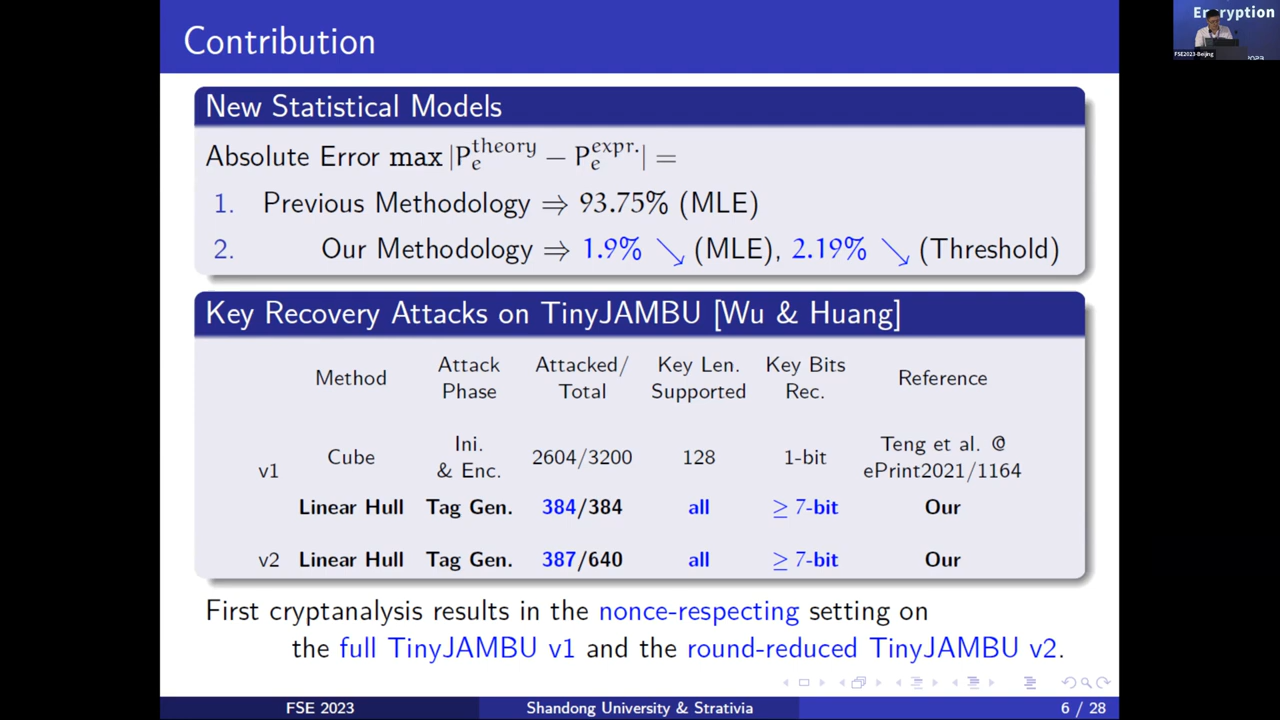 Contribution
New Statistical Models
Absolute Error max |P_e^theory − P_e^expr.| =
1. Previous Methodology ⇒ 93.75% (MLE)
2. Our Methodology ⇒ 1.9% ↘ (MLE), 2.19% ↘ (Threshold)
Key Recovery Attacks on TinyJAMBU [Wu & Huang]
Method Attack Phase Attacked/Total Key Len. Supported Key Bits Rec. Reference
v1 Cube Ini. & Enc. 2604/3200 128 1-bit Teng et al. @ ePrint2021/1164
Linear Hull Tag Gen. 384/384 all ≥ 7-bit Our
v2 Linear Hull Tag Gen. 387/640 all ≥ 7-bit Our
First cryptanalysis results in the nonce-respecting setting on
the full TinyJAMBU v1 and the round-reduced TinyJAMBU v2.
FSE 2023 Shandong University & Strativia 6 / 28
Encryption
FSE2023-Beijing
2023